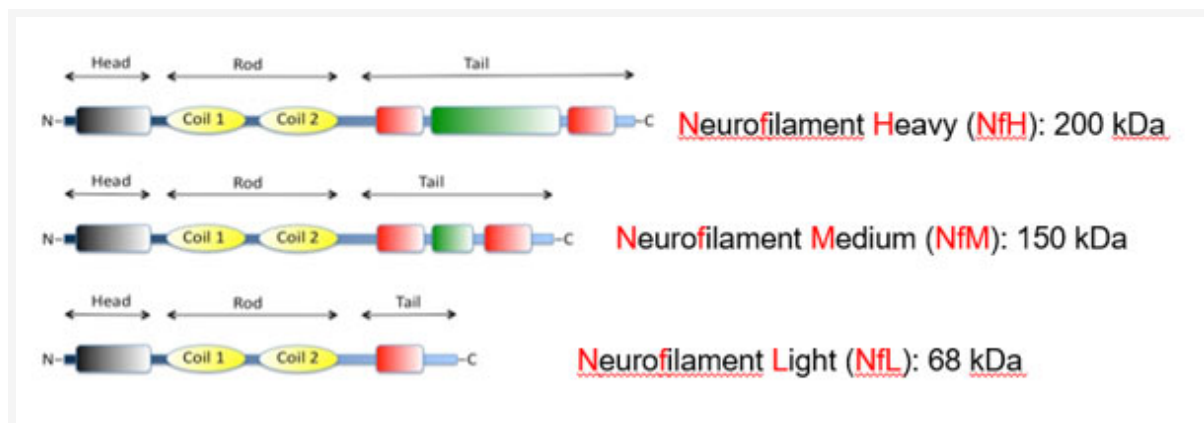 Head Rod Tail
N– Coil 1 Coil 2 –C
Neurofilament Heavy (NfH): 200 kDa
Head Rod Tail
N– Coil 1 Coil 2 –C
Neurofilament Medium (NfM): 150 kDa
Head Rod Tail
N– Coil 1 Coil 2 –C
Neurofilament Light (NfL): 68 kDa